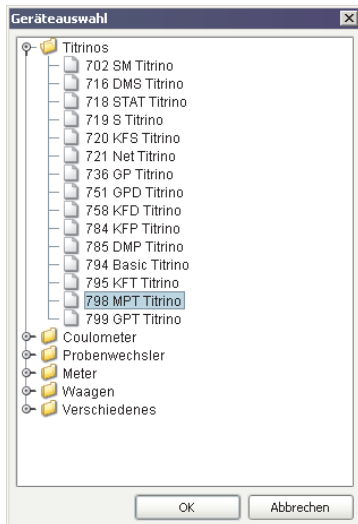 Geräteauswahl
Titrinos
702 SM Titrino
716 DMS Titrino
718 STAT Titrino
719 S Titrino
720 KFS Titrino
721 Net Titrino
736 GP Titrino
751 GPD Titrino
758 KFD Titrino
784 KFP Titrino
785 DMP Titrino
794 Basic Titrino
795 KFT Titrino
798 MPT Titrino
799 GPT Titrino
Coulometer
Probenwechsler
Meter
Waagen
Verschiedenes
OK Abbrechen